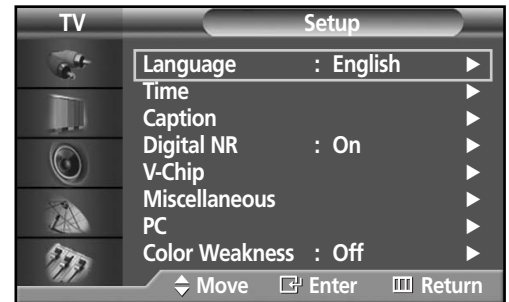 TV Setup
Language : English
Time
Caption
Digital NR : On
V-Chip
Miscellaneous
PC
Color Weakness : Off
Move Enter Return